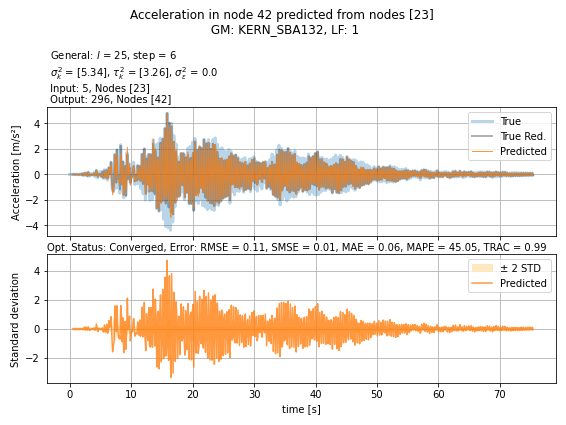 Acceleration in node 42 predicted from nodes [23]
GM: KERN_SBA132, LF: 1
General: l = 25, step = 6
σ²ₖ = [5.34], τ²ₖ = [3.26], σ²ε = 0.0
Input: 5, Nodes [23]
Output: 296, Nodes [42]
Acceleration [m/s²]
4
2
0
−2
−4
True
True Red.
Predicted
Opt. Status: Converged, Error: RMSE = 0.11, SMSE = 0.01, MAE = 0.06, MAPE = 45.05, TRAC = 0.99
Standard deviation
4
2
0
−2
± 2 STD
Predicted
0 10 20 30 40 50 60 70
time [s]